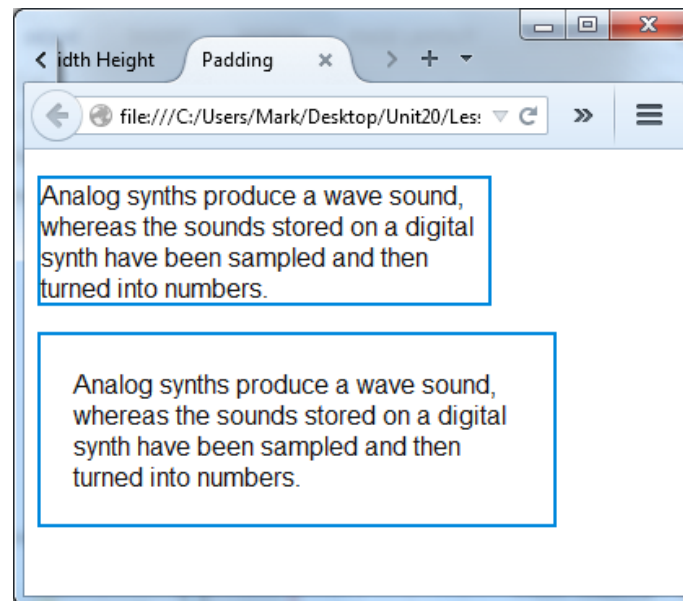 idth Height
Padding
file:///C:/Users/Mark/Desktop/Unit20/Les:
Analog synths produce a wave sound,
whereas the sounds stored on a digital
synth have been sampled and then
turned into numbers.
Analog synths produce a wave sound,
whereas the sounds stored on a digital
synth have been sampled and then
turned into numbers.